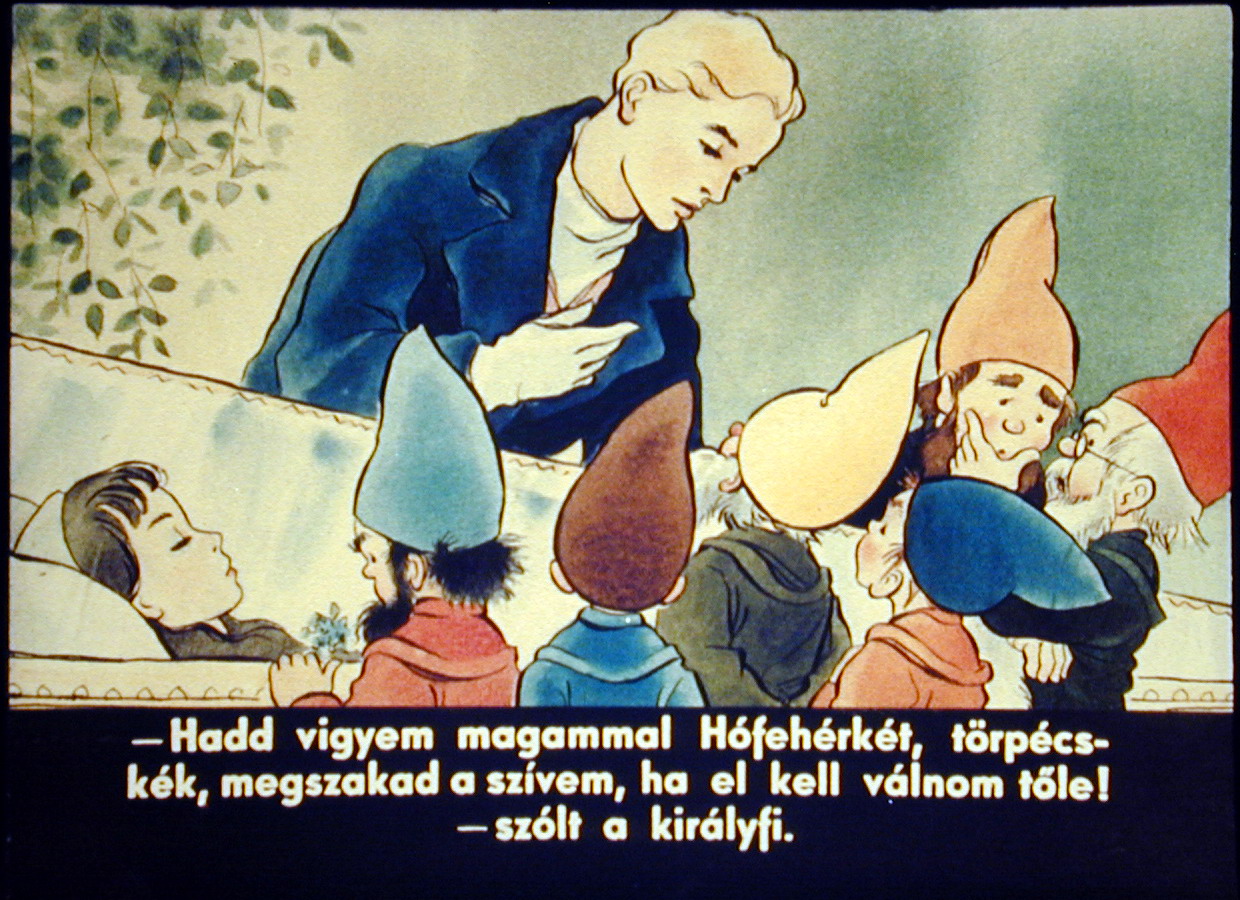 —Hadd vigyem magammal Hófehérkét, törpécs-
kék, megszakad a szívem, ha el kell válnom tőle!
—szólt a királyfi.